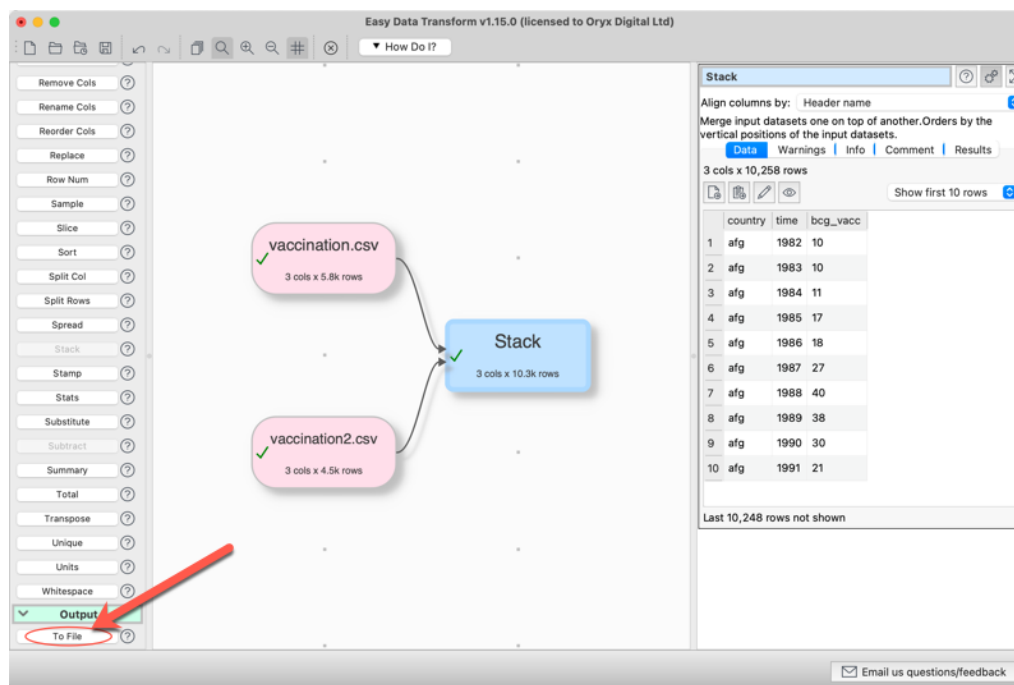 Easy Data Transform v1.15.0 (licensed to Oryx Digital Ltd)
▼ How Do I?
Remove Cols ?
Rename Cols ?
Reorder Cols ?
Replace ?
Row Num ?
Sample ?
Slice ?
Sort ?
Split Col ?
Split Rows ?
Spread ?
Stack ?
Stamp ?
Stats ?
Substitute ?
Subtract ?
Summary ?
Total ?
Transpose ?
Unique ?
Units ?
Whitespace ?
Output
To File ?
vaccination.csv
3 cols x 5.8k rows
vaccination2.csv
3 cols x 4.5k rows
Stack
3 cols x 10.3k rows
Stack ?
Align columns by: Header name
Merge input datasets one on top of another.Orders by the
vertical positions of the input datasets.
Data Warnings Info Comment Results
3 cols x 10,258 rows
Show first 10 rows
country time bcg_vacc
1 afg 1982 10
2 afg 1983 10
3 afg 1984 11
4 afg 1985 17
5 afg 1986 18
6 afg 1987 27
7 afg 1988 40
8 afg 1989 38
9 afg 1990 30
10 afg 1991 21
Last 10,248 rows not shown
Email us questions/feedback